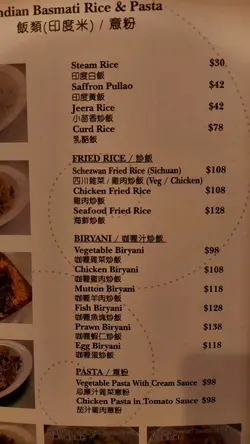 ndian Basmati Rice & Pasta
飯類(印度米) / 意粉
Steam Rice $30
印度白飯
Saffron Pullao $42
印度黃飯
Jeera Rice $42
小茴香炒飯
Curd Rice $78
乳酪飯
FRIED RICE / 炒飯
Schezwan Fried Rice (Sichuan) $108
四川雜菜 / 雞肉炒飯 (Veg / Chicken)
Chicken Fried Rice $108
雞肉炒飯
Seafood Fried Rice $128
海鮮炒飯
BIRYANI / 咖喱汁炒飯
Vegetable Biryani $98
咖喱雜菜炒飯
Chicken Biryani $108
咖喱雞肉炒飯
Mutton Biryani $118
咖喱羊肉炒飯
Fish Biryani $128
咖喱魚塊炒飯
Prawn Biryani $138
咖喱蝦仁炒飯
Egg Biryani $118
咖喱蛋炒飯
PASTA / 意粉
Vegetable Pasta With Cream Sauce $98
忌廉汁雜菜意粉
Chicken Pasta in Tomato Sauce $98
茄汁雞肉意粉